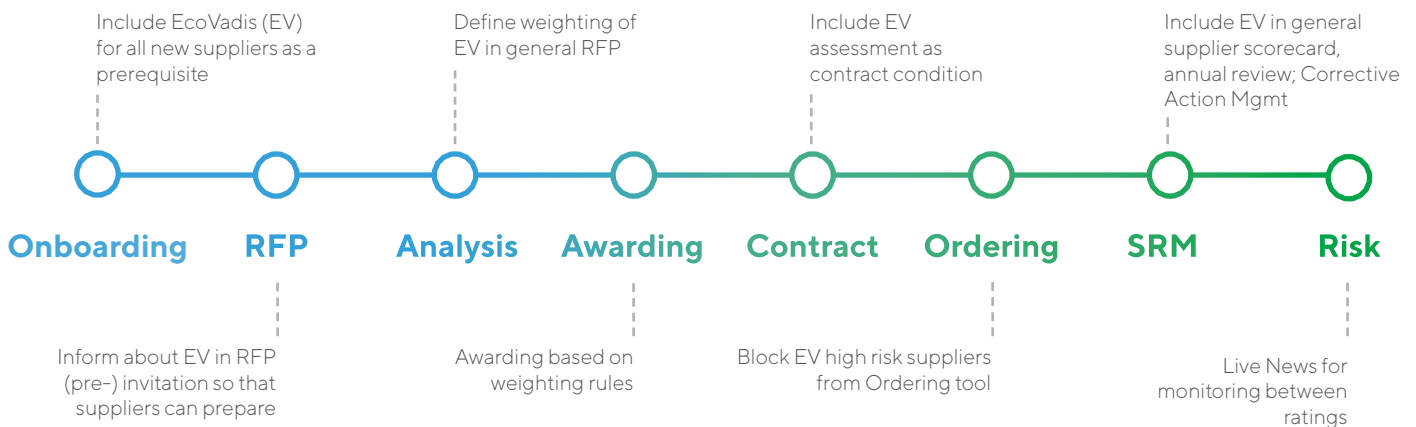 Include EcoVadis (EV)
for all new suppliers as a
prerequisite
Define weighting of
EV in general RFP
Include EV
assessment as
contract condition
Include EV in general
supplier scorecard,
annual review; Corrective
Action Mgmt
Onboarding
RFP
Analysis
Awarding
Contract
Ordering
SRM
Risk
Inform about EV in RFP
(pre-) invitation so that
suppliers can prepare
Awarding based on
weighting rules
Block EV high risk suppliers
from Ordering tool
Live News for
monitoring between
ratings